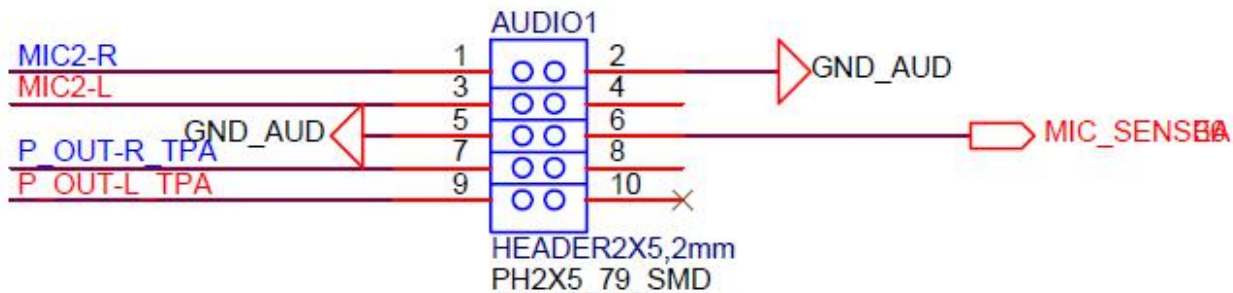 AUDIO1
MIC2-R 1 2 GND_AUD
MIC2-L 3 4
GND_AUD 5 6
P_OUT-R_TPA 7 8
P_OUT-L_TPA 9 10
HEADER2X5,2mm
PH2X5_79_SMD